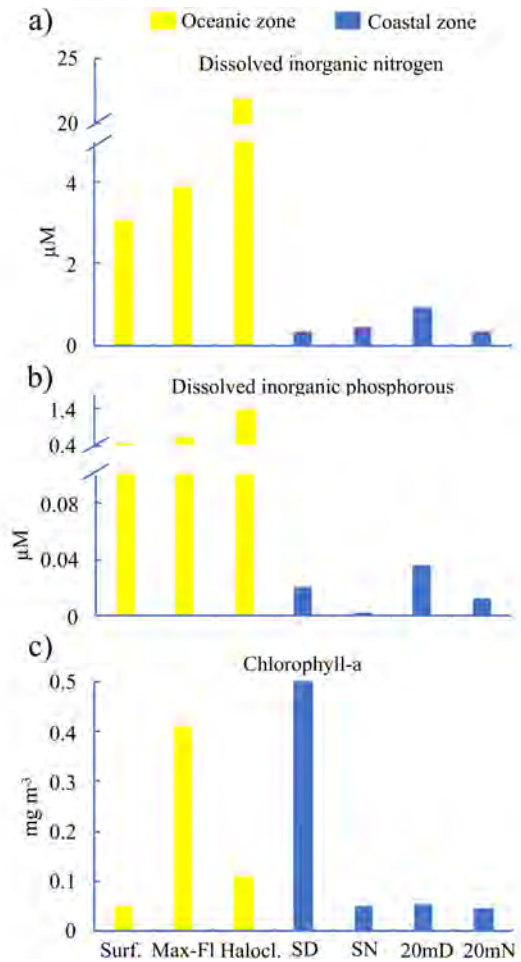 Oceanic zone Coastal zone
a)
Dissolved inorganic nitrogen
25
20
4
2
0
µM
b)
Dissolved inorganic phosphorous
1.4
0.4
0.08
0.04
0
µM
c)
Chlorophyll-a
0.5
0.4
0.3
0.2
0.1
0
mg m³
Surf. Max-Fl Halocl. SD SN 20mD 20mN